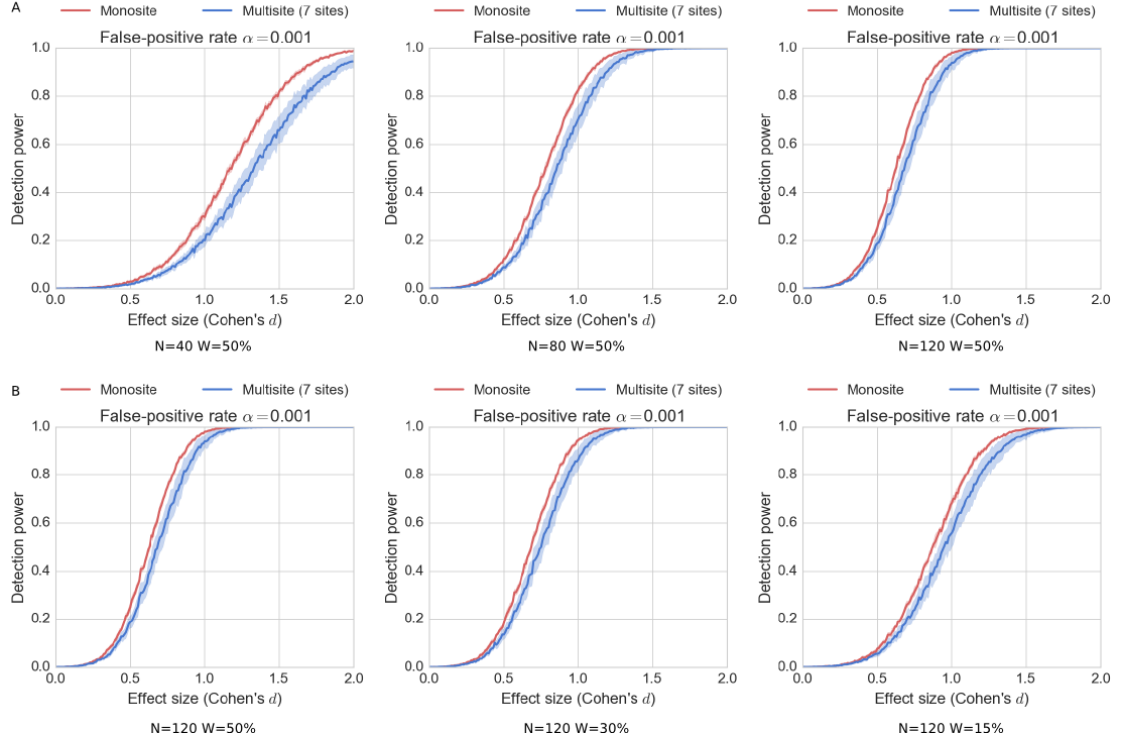 A
Monosite Multisite (7 sites) Monosite Multisite (7 sites) Monosite Multisite (7 sites)
False-positive rate α=0.001 False-positive rate α=0.001 False-positive rate α=0.001
1.0 1.0 1.0
0.8 0.8 0.8
0.6 0.6 0.6
0.4 0.4 0.4
0.2 0.2 0.2
0.0 0.0 0.0
Detection power Detection power Detection power
0.0 0.5 1.0 1.5 2.0 0.0 0.5 1.0 1.5 2.0 0.0 0.5 1.0 1.5 2.0
Effect size (Cohen's d) Effect size (Cohen's d) Effect size (Cohen's d)
N=40 W=50% N=80 W=50% N=120 W=50%
B
Monosite Multisite (7 sites) Monosite Multisite (7 sites) Monosite Multisite (7 sites)
False-positive rate α=0.001 False-positive rate α=0.001 False-positive rate α=0.001
1.0 1.0 1.0
0.8 0.8 0.8
0.6 0.6 0.6
0.4 0.4 0.4
0.2 0.2 0.2
0.0 0.0 0.0
Detection power Detection power Detection power
0.0 0.5 1.0 1.5 2.0 0.0 0.5 1.0 1.5 2.0 0.0 0.5 1.0 1.5 2.0
Effect size (Cohen's d) Effect size (Cohen's d) Effect size (Cohen's d)
N=120 W=50% N=120 W=30% N=120 W=15%